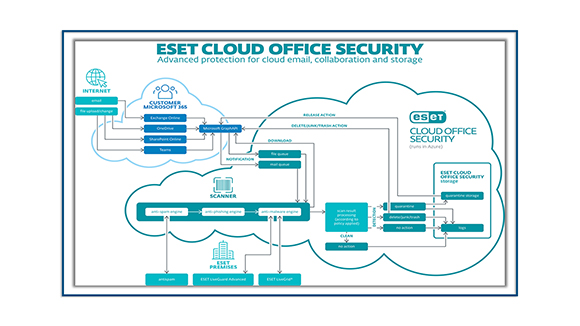 ESET CLOUD OFFICE SECURITY
Advanced protection for cloud email, collaboration and storage
INTERNET
email
file upload/change
CUSTOMER
MICROSOFT 365
Exchange Online
OneDrive
SharePoint Online
Teams
Microsoft GraphAPI
RELEASE ACTION
DELETE/JUNK/TRASH ACTION
DOWNLOAD
NOTIFICATION
file queue
mail queue
eset
CLOUD OFFICE
SECURITY
(runs in Azure)
SCANNER
anti-spam engine
anti-phishing engine
anti-malware engine
scan result
processing
(according to
policy applied)
DETECTION
quarantine
delete/junk/trash
no action
CLEAN
no action
ESET CLOUD
OFFICE SECURITY
storage
quarantine storage
logs
ESET
PREMISES
antispam
ESET LiveGuard Advanced
ESET LiveGrid®